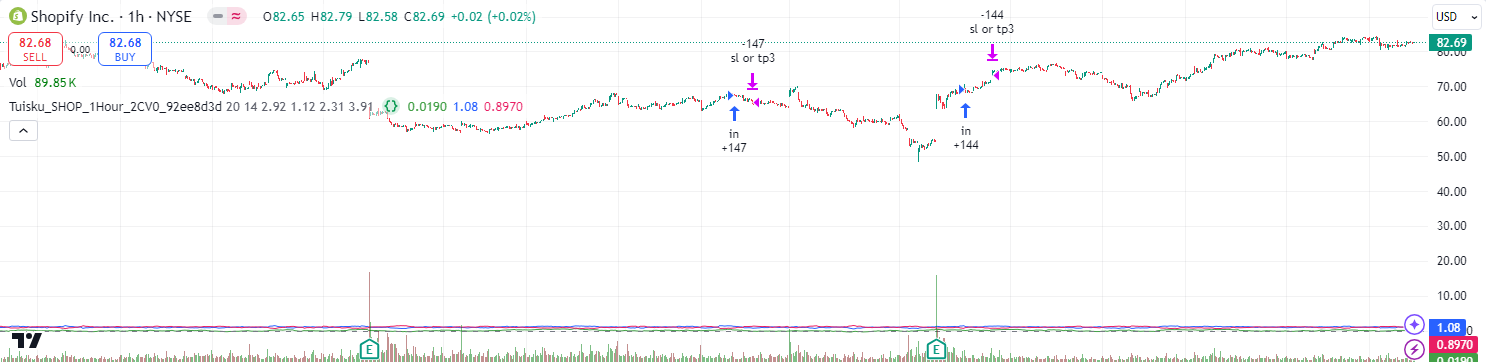 Shopify Inc. · 1h · NYSE O82.65 H82.79 L82.58 C82.69 +0.02 (+0.02%)
USD
82.68 SELL
0.00
82.68 BUY
Vol 89.85 K
Tuisku_SHOP_1Hour_2CV0_92ee8d3d 20 14 2.92 1.12 2.31 3.91 {} 0.0190 1.08 0.8970
-147
sl or tp3
in
+147
-144
sl or tp3
in
+144
E
E
82.69
80.00
70.00
60.00
50.00
40.00
30.00
20.00
10.00
1.08
0.8970
0.0190